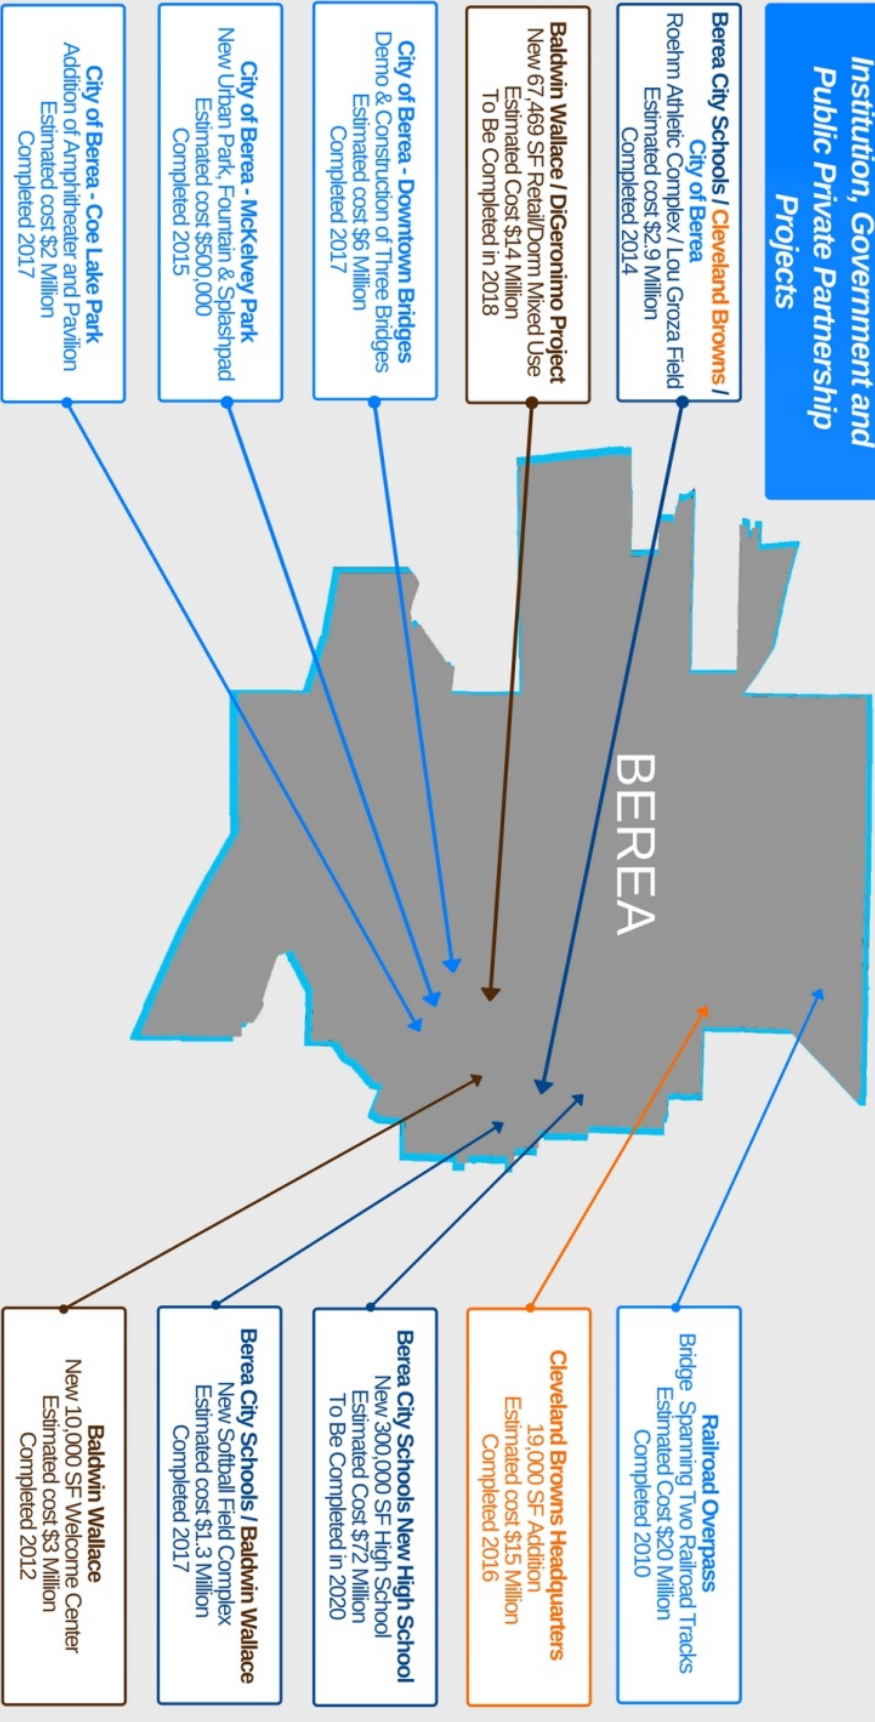 Institution, Government and
Public Private Partnership
Projects
Berea City Schools / Cleveland Browns /
City of Berea
Roehm Athletic Complex / Lou Groza Field
Estimated cost $2.9 Million
Completed 2014
Baldwin Wallace / DiGeronimo Project
New 67,469 SF Retail/Dorm Mixed Use
Estimated Cost $14 Million
To Be Completed in 2018
City of Berea - Downtown Bridges
Demo & Construction of Three Bridges
Estimated cost $6 Million
Completed 2017
City of Berea - McKelvey Park
New Urban Park, Fountain & Splashpad
Estimated cost $500,000
Completed 2015
City of Berea - Coe Lake Park
Addition of Amphitheater and Pavilion
Estimated cost $2 Million
Completed 2017
BEREA
Railroad Overpass
Bridge Spanning Two Railroad Tracks
Estimated Cost $20 Million
Completed 2010
Cleveland Browns Headquarters
19,000 SF Addition
Estimated cost $15 Million
Completed 2016
Berea City Schools New High School
New 300,000 SF High School
Estimated Cost $72 Million
To Be Completed in 2020
Berea City Schools / Baldwin Wallace
New Softball Field Complex
Estimated cost $1.3 Million
Completed 2017
Baldwin Wallace
New 10,000 SF Welcome Center
Estimated cost $3 Million
Completed 2012